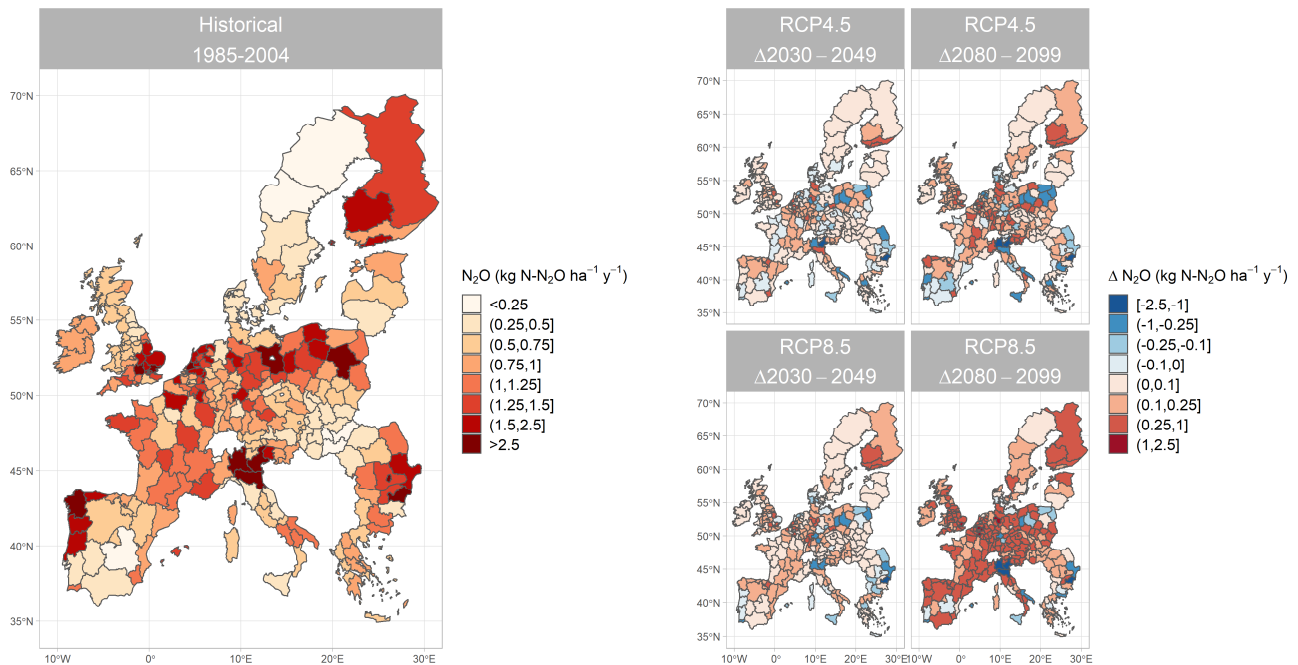 Historical
1985-2004
70°N
65°N
60°N
55°N
50°N
45°N
40°N
35°N
10°W
0°
10°E
20°E
30°E
N₂O (kg N-N₂O ha⁻¹ y⁻¹)
<0.25
(0.25,0.5]
(0.5,0.75]
(0.75,1]
(1,1.25]
(1.25,1.5]
(1.5,2.5]
>2.5
RCP4.5
Δ2030 – 2049
RCP4.5
Δ2080 – 2099
70°N
65°N
60°N
55°N
50°N
45°N
40°N
35°N
RCP8.5
Δ2030 – 2049
RCP8.5
Δ2080 – 2099
70°N
65°N
60°N
55°N
50°N
45°N
40°N
35°N
10°W
0°
10°E
20°E
30°E
10°W
0°
10°E
20°E
30°E
Δ N₂O (kg N-N₂O ha⁻¹ y⁻¹)
[-2.5,-1]
(-1,-0.25]
(-0.25,-0.1]
(-0.1,0]
(0,0.1]
(0.1,0.25]
(0.25,1]
(1,2.5]